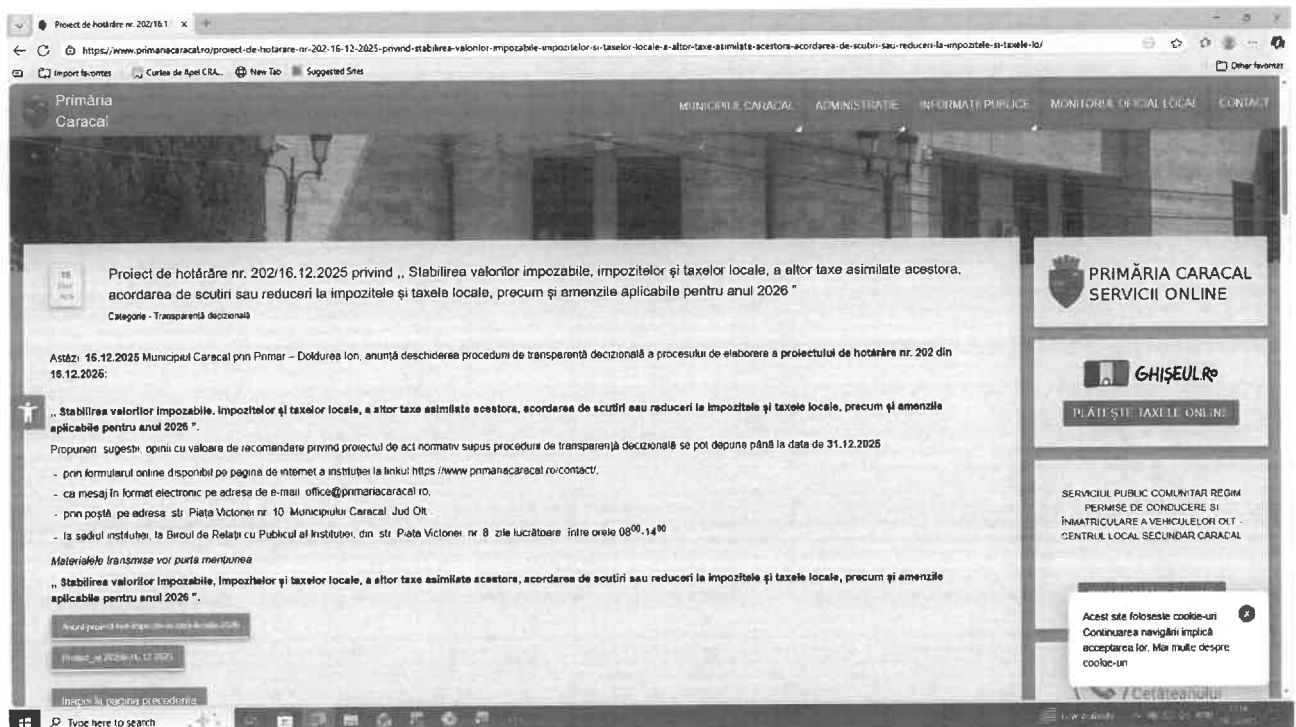 Proiect de hotărâre nr. 202/16.1
https://www.primariacaracal.ro/proiect-de-hotarare-nr-202-16-12-2025-privind-stabilirea-valorilor-impozabile-impozitelor-si-taxelor-locale-a-altor-taxe-asimilate-acestora-acordarea-de-scutiri-sau-reduceri-la-impozitele-si-taxele-lo/
Import favorites
Curtea de Apel CRA...
New Tab
Suggested Sites
Other favorites
Primăria
Caracal
MUNICIPIUL CARACAL
ADMINISTRAȚIE
INFORMAȚII PUBLICE
MONITORUL OFICIAL LOCAL
CONTACT
16
Proiect de hotărâre nr. 202/16.12.2025 privind ,, Stabilirea valorilor impozabile, impozitelor și taxelor locale, a altor taxe asimilate acestora,
acordarea de scutiri sau reduceri la impozitele și taxele locale, precum și amenzile aplicabile pentru anul 2026 "
Categorie - Transparență decizională
Astăzi 16.12.2025 Municipiul Caracal prin Primar – Doldurea Ion, anunță deschiderea procedurii de transparență decizională a procesului de elaborare a proiectului de hotărâre nr. 202 din
16.12.2025:
,, Stabilirea valorilor impozabile, impozitelor și taxelor locale, a altor taxe asimilate acestora, acordarea de scutiri sau reduceri la impozitele și taxele locale, precum și amenzile
aplicabile pentru anul 2026 ".
Propuneri sugestii, opinii cu valoare de recomandare privind proiectul de act normativ supus procedurii de transparență decizională se pot depune până la data de 31.12.2025
- prin formularul online disponibil pe pagina de internet a instituției la linkul https://www.primariacaracal.ro/contact/,
- ca mesaj în format electronic pe adresa de e-mail office@primariacaracal.ro,
- prin poștă pe adresa str Piața Victoriei nr 10 Municipiului Caracal Jud Olt
- la sediul instituției, la Biroul de Relații cu Publicul al Instituției, din str Piața Victoriei nr 8 zile lucrătoare între orele 08⁰⁰-14⁰⁰
Materialele transmise vor purta mențiunea
,, Stabilirea valorilor impozabile, impozitelor și taxelor locale, a altor taxe asimilate acestora, acordarea de scutiri sau reduceri la impozitele și taxele locale, precum și amenzile
aplicabile pentru anul 2026 ".
Inapoi la pagina precedenta
PRIMĂRIA CARACAL
SERVICII ONLINE
GHIȘEUL.RO
PLĂTEȘTE TAXELE ONLINE
SERVICIUL PUBLIC COMUNITAR REGIM
PERMISE DE CONDUCERE SI
ÎNMATRICULARE A VEHICULELOR OLT -
CENTRUL LOCAL SECUNDAR CARACAL
Acest site foloseste cookie-uri
Continuarea navigării implică
acceptarea lor. Mai multe despre
cookie-uri
Cetățeanului
Type here to search